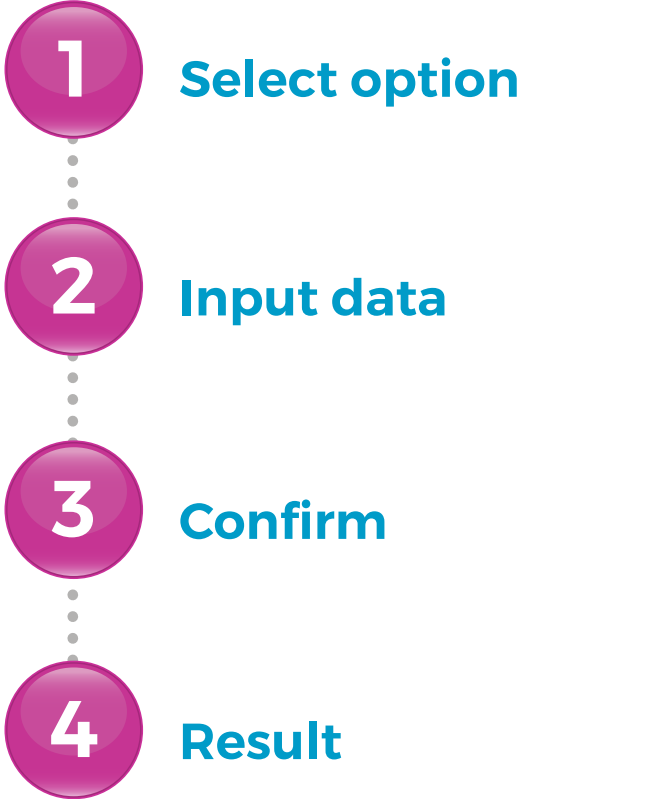 1
Select option
2
Input data
3
Confirm
4
Result